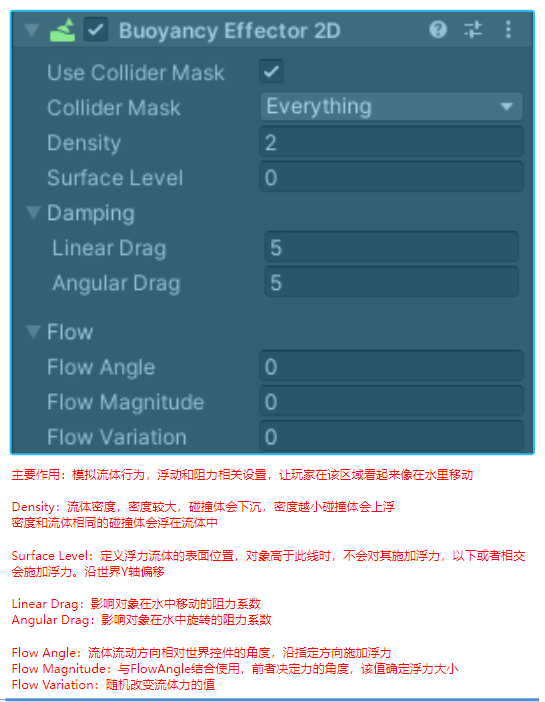 Buoyancy Effector 2D
Use Collider Mask
Collider Mask Everything
Density 2
Surface Level 0
Damping
Linear Drag 5
Angular Drag 5
Flow
Flow Angle 0
Flow Magnitude 0
Flow Variation 0
主要作用：模拟流体行为，浮动和阻力相关设置，让玩家在该区域看起来像在水里移动
Density：流体密度，密度较大，碰撞体会下沉，密度越小碰撞体会上浮
密度和流体相同的碰撞体会浮在流体中
Surface Level：定义浮力流体的表面位置，对象高于此线时，不会对其施加浮力，以下或者相交
会施加浮力。沿世界Y轴偏移
Linear Drag：影响对象在水中移动的阻力系数
Angular Drag：影响对象在水中旋转的阻力系数
Flow Angle：流体流动方向相对世界控件的角度，沿指定方向施加浮力
Flow Magnitude：与FlowAngle结合使用，前者决定力的角度，该值确定浮力大小
Flow Variation：随机改变流体力的值